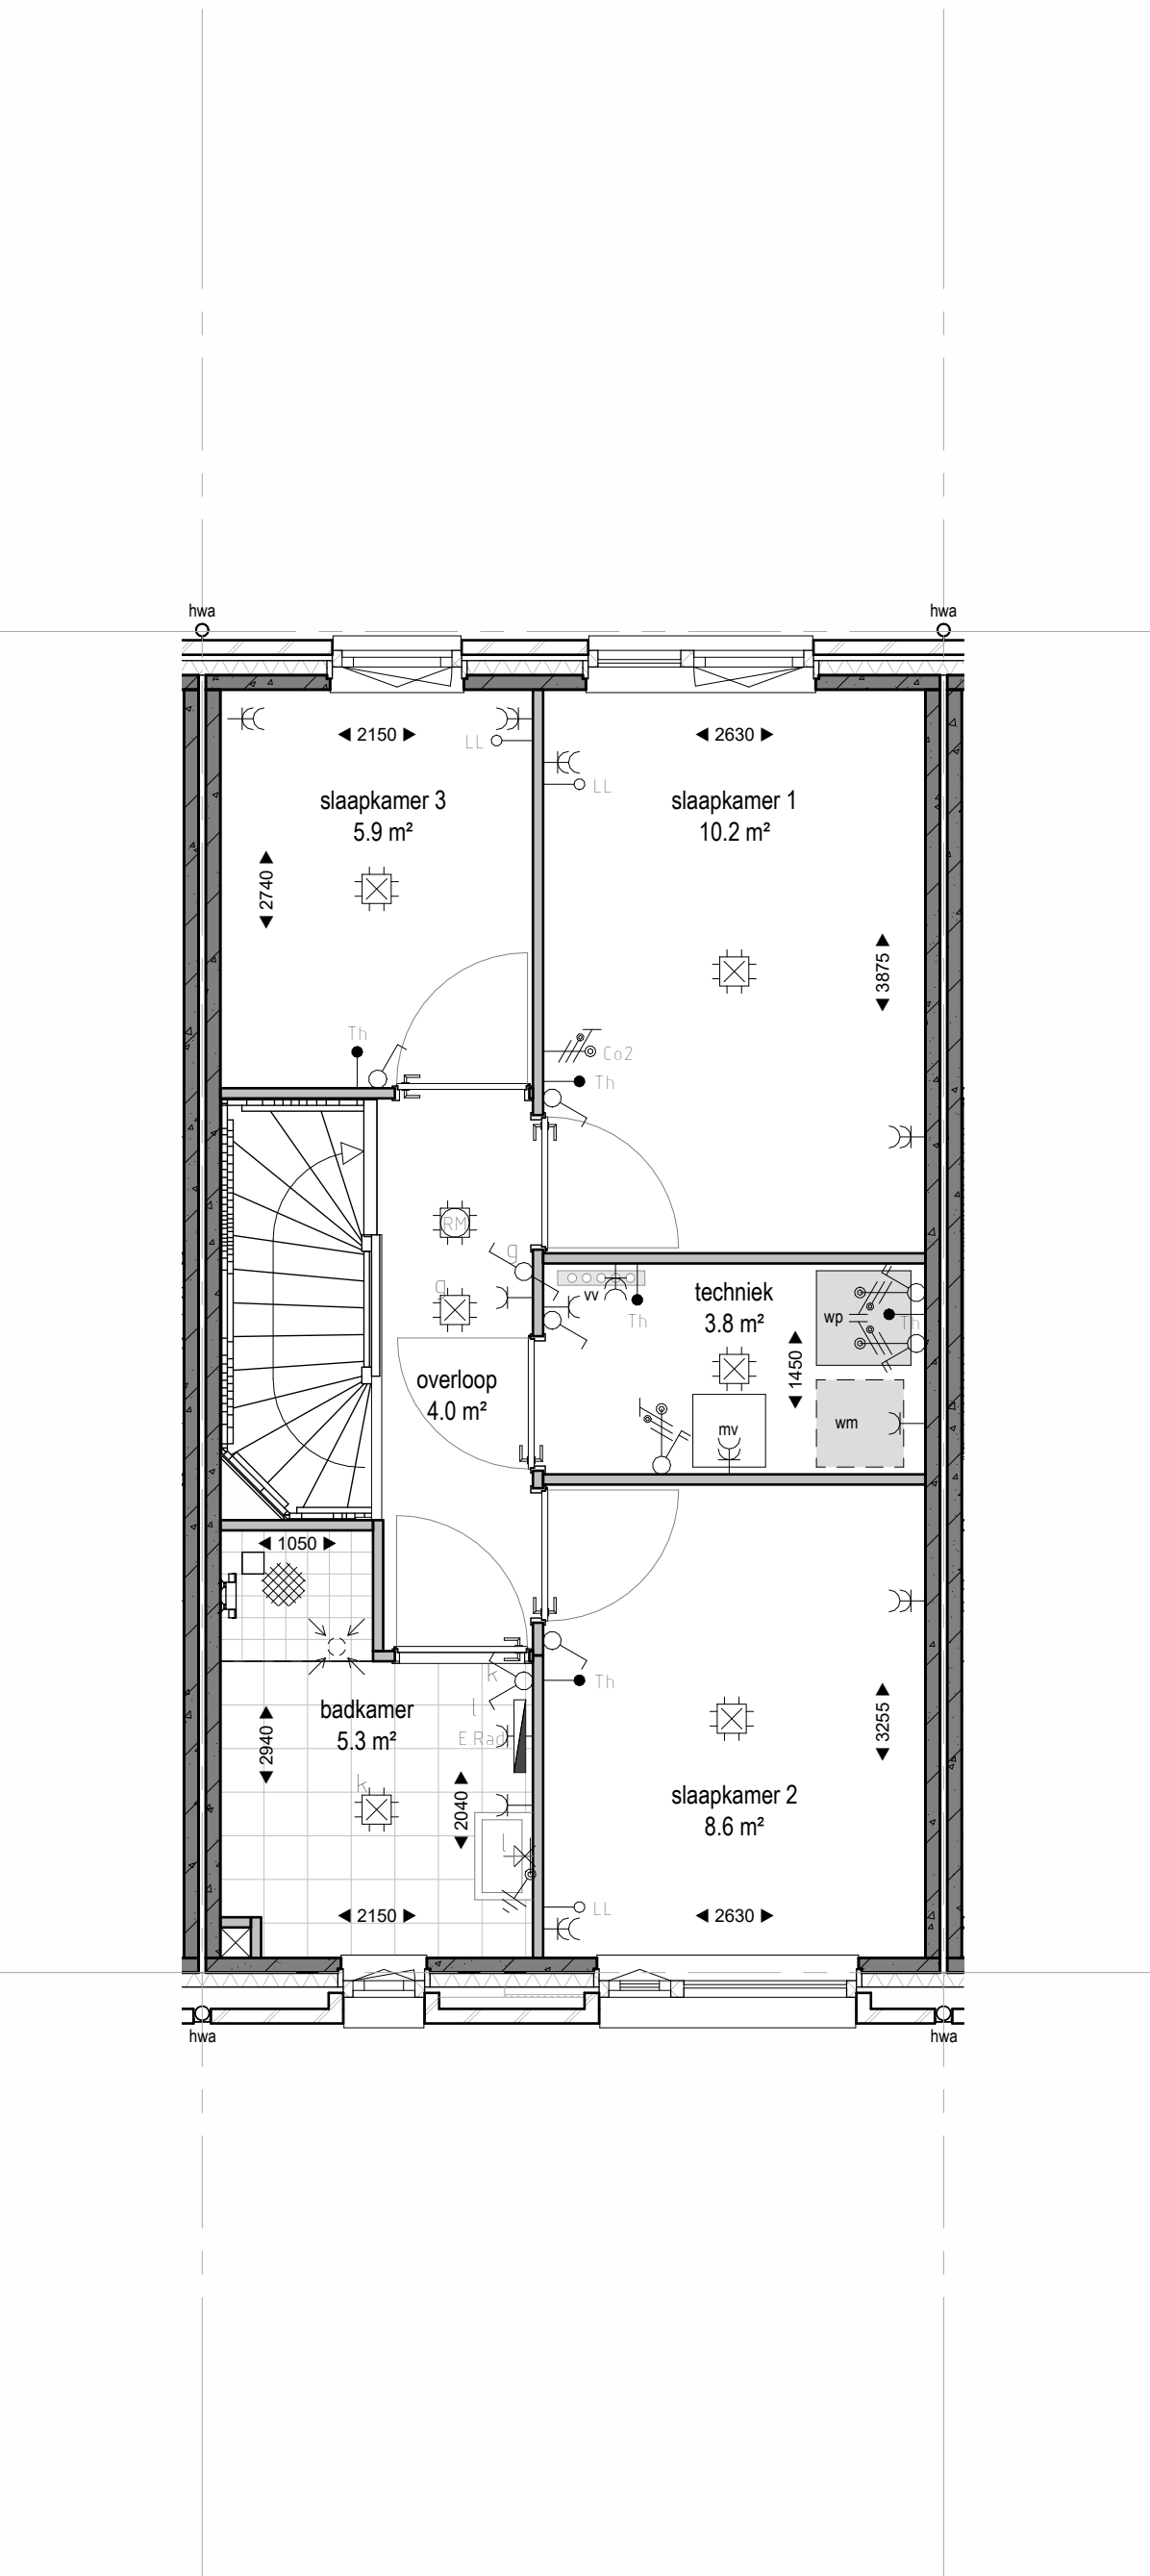 hwa
hwa
2150
2630
LL
LL
slaapkamer 3
5.9 m²
slaapkamer 1
10.2 m²
2740
3875
Th
Co2
Th
RM
g
g
vv
Th
techniek
3.8 m²
wp
Th
1450
overloop
4.0 m²
mv
wm
1050
k
Th
l
badkamer
5.3 m²
E.Rad
2940
3255
k
2040
slaapkamer 2
8.6 m²
l
LL
2150
2630
hwa
hwa